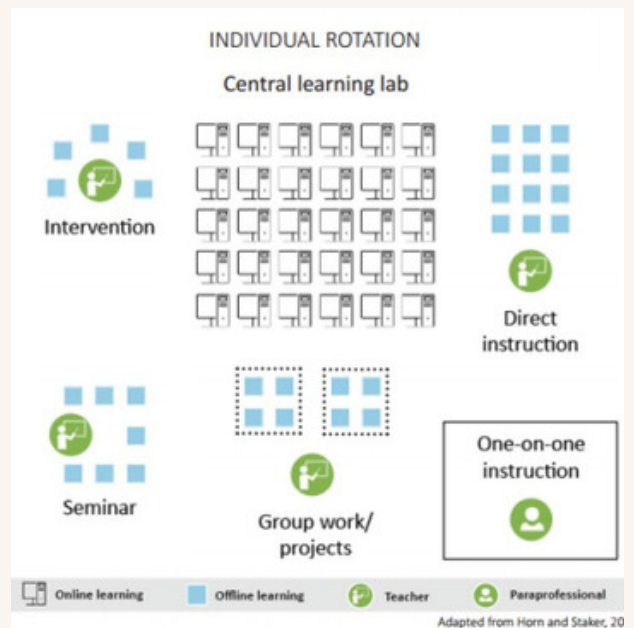 INDIVIDUAL ROTATION
Central learning lab
Intervention
Direct
instruction
Seminar
Group work/
projects
One-on-one
instruction
Online learning
Offline learning
Teacher
Paraprofessional
Adapted from Horn and Staker, 20